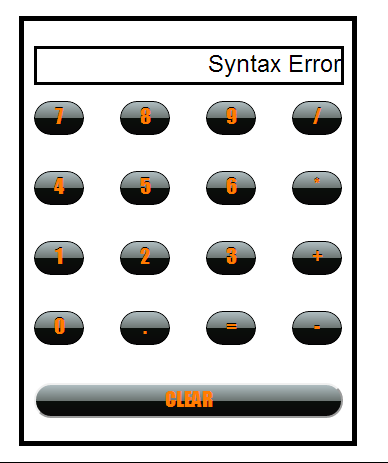 Syntax Error
7 8 9 /
4 5 6 *
1 2 3 +
0 . = -
CLEAR